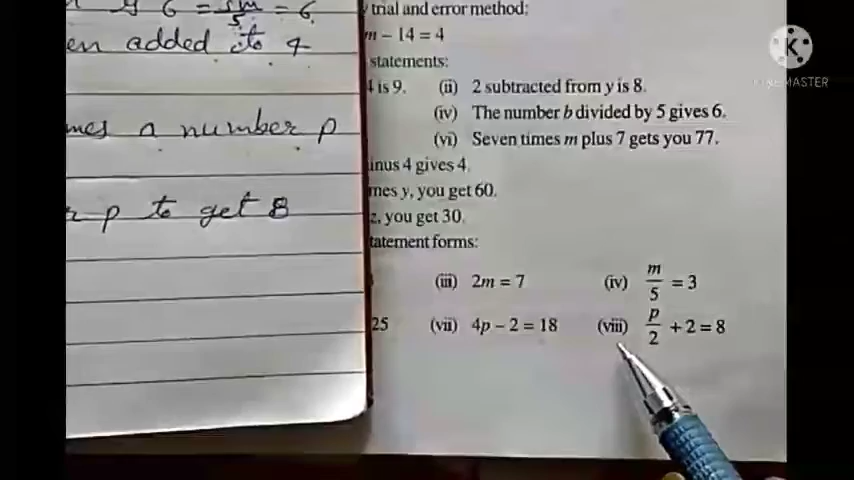 6 = 5m/5 = 6.
en added to 4
mes a number p
r p to get 8
trial and error method:
m − 14 = 4
statements:
4 is 9. (ii) 2 subtracted from y is 8.
(iv) The number b divided by 5 gives 6.
(vi) Seven times m plus 7 gets you 77.
inus 4 gives 4.
mes y, you get 60.
z, you get 30.
tatement forms:
(iii) 2m = 7 (iv) m/5 = 3
25 (vii) 4p − 2 = 18 (viii) p/2 + 2 = 8
K
KINEMASTER